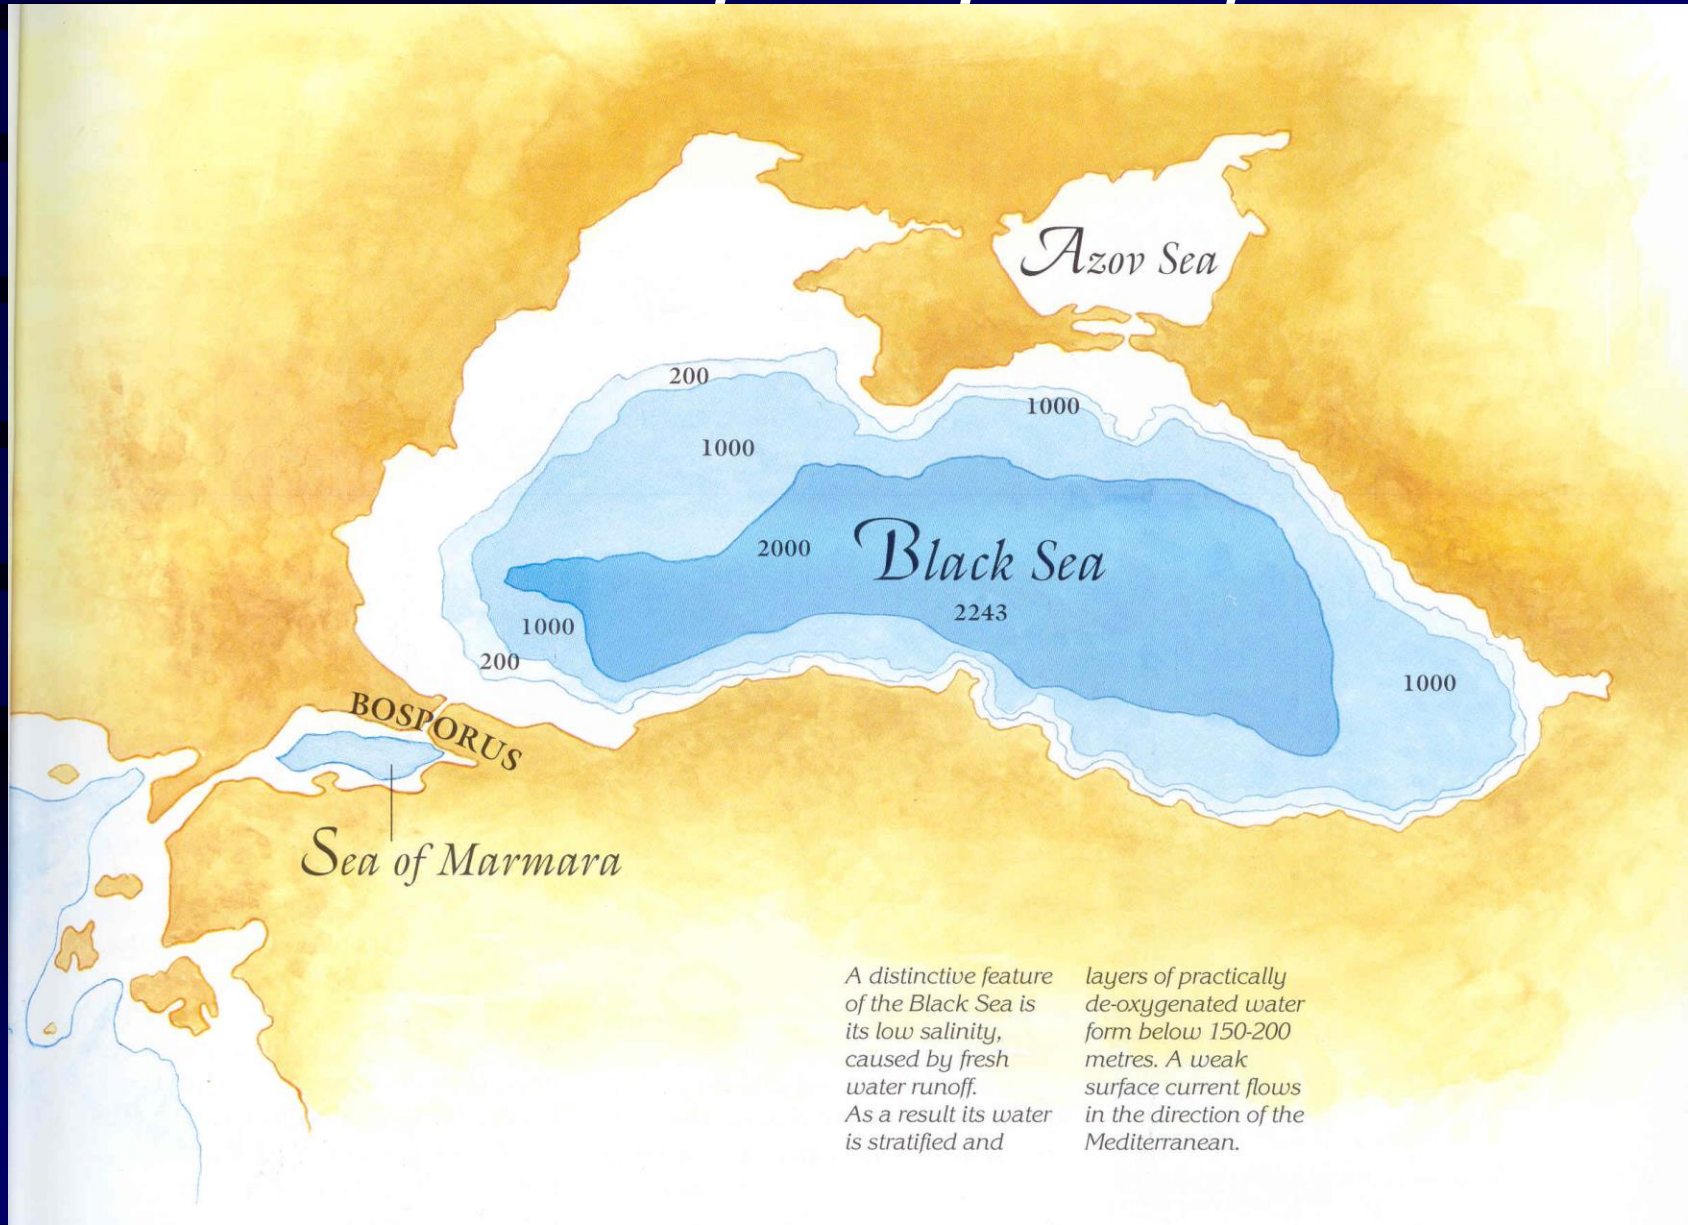 Azov Sea
200
1000
1000
Black Sea
2000
2243
1000
200
1000
BOSPORUS
Sea of Marmara
A distinctive feature
of the Black Sea is
its low salinity,
caused by fresh
water runoff.
As a result its water
is stratified and
layers of practically
de-oxygenated water
form below 150-200
metres. A weak
surface current flows
in the direction of the
Mediterranean.